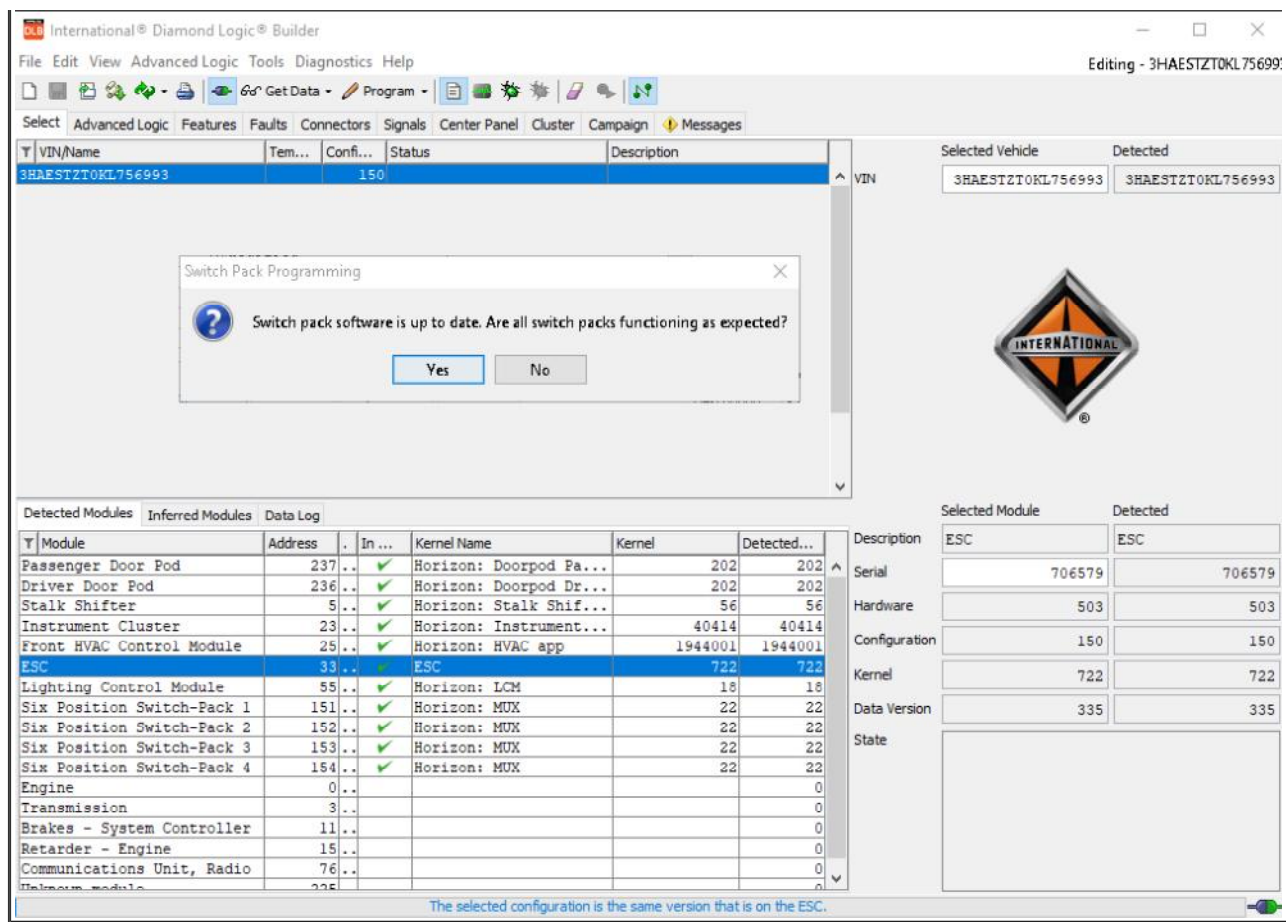 DLB International® Diamond Logic® Builder
File Edit View Advanced Logic Tools Diagnostics Help
Editing - 3HAESTZT0KL756993
Get Data Program
Select Advanced Logic Features Faults Connectors Signals Center Panel Cluster Campaign Messages
VIN/Name Tem... Confi... Status Description
3HAESTZT0KL756993 150
Selected Vehicle Detected
VIN 3HAESTZT0KL756993 3HAESTZT0KL756993
Switch Pack Programming
Switch pack software is up to date. Are all switch packs functioning as expected?
Yes No
INTERNATIONAL
®
Detected Modules Inferred Modules Data Log
Module Address . In ... Kernel Name Kernel Detected...
Passenger Door Pod 237.. Horizon: Doorpod Pa... 202 202
Driver Door Pod 236.. Horizon: Doorpod Dr... 202 202
Stalk Shifter 5.. Horizon: Stalk Shif... 56 56
Instrument Cluster 23.. Horizon: Instrument... 40414 40414
Front HVAC Control Module 25.. Horizon: HVAC app 1944001 1944001
ESC 33.. ESC 722 722
Lighting Control Module 55.. Horizon: LCM 18 18
Six Position Switch-Pack 1 151.. Horizon: MUX 22 22
Six Position Switch-Pack 2 152.. Horizon: MUX 22 22
Six Position Switch-Pack 3 153.. Horizon: MUX 22 22
Six Position Switch-Pack 4 154.. Horizon: MUX 22 22
Engine 0.. 0
Transmission 3.. 0
Brakes - System Controller 11.. 0
Retarder - Engine 15.. 0
Communications Unit, Radio 76.. 0
Selected Module Detected
Description ESC ESC
Serial 706579 706579
Hardware 503 503
Configuration 150 150
Kernel 722 722
Data Version 335 335
State
The selected configuration is the same version that is on the ESC.